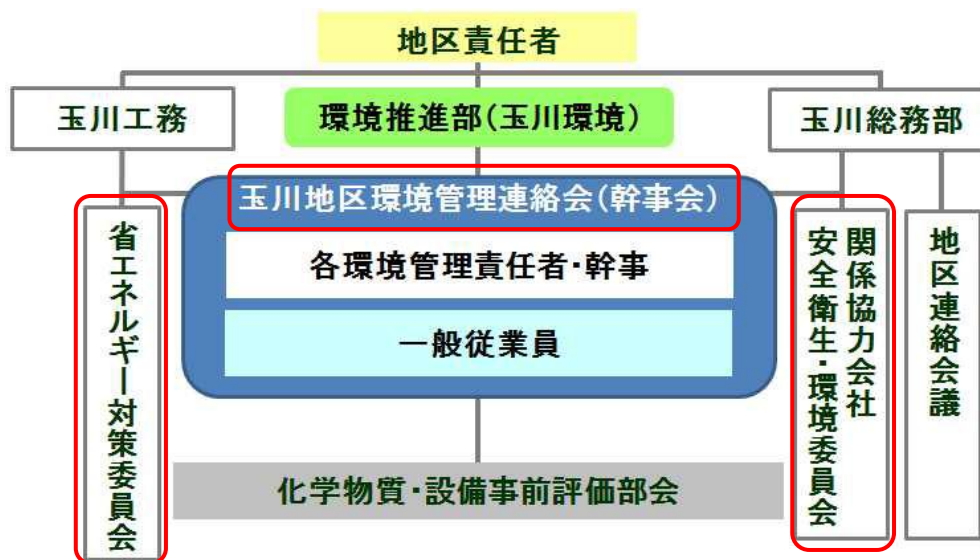 地区責任者
玉川工務
環境推進部(玉川環境)
玉川総務部
玉川地区環境管理連絡会(幹事会)
各環境管理責任者・幹事
一般従業員
省エネルギー対策委員会
関係協力会社
安全衛生・環境委員会
地区連絡会議
化学物質・設備事前評価部会